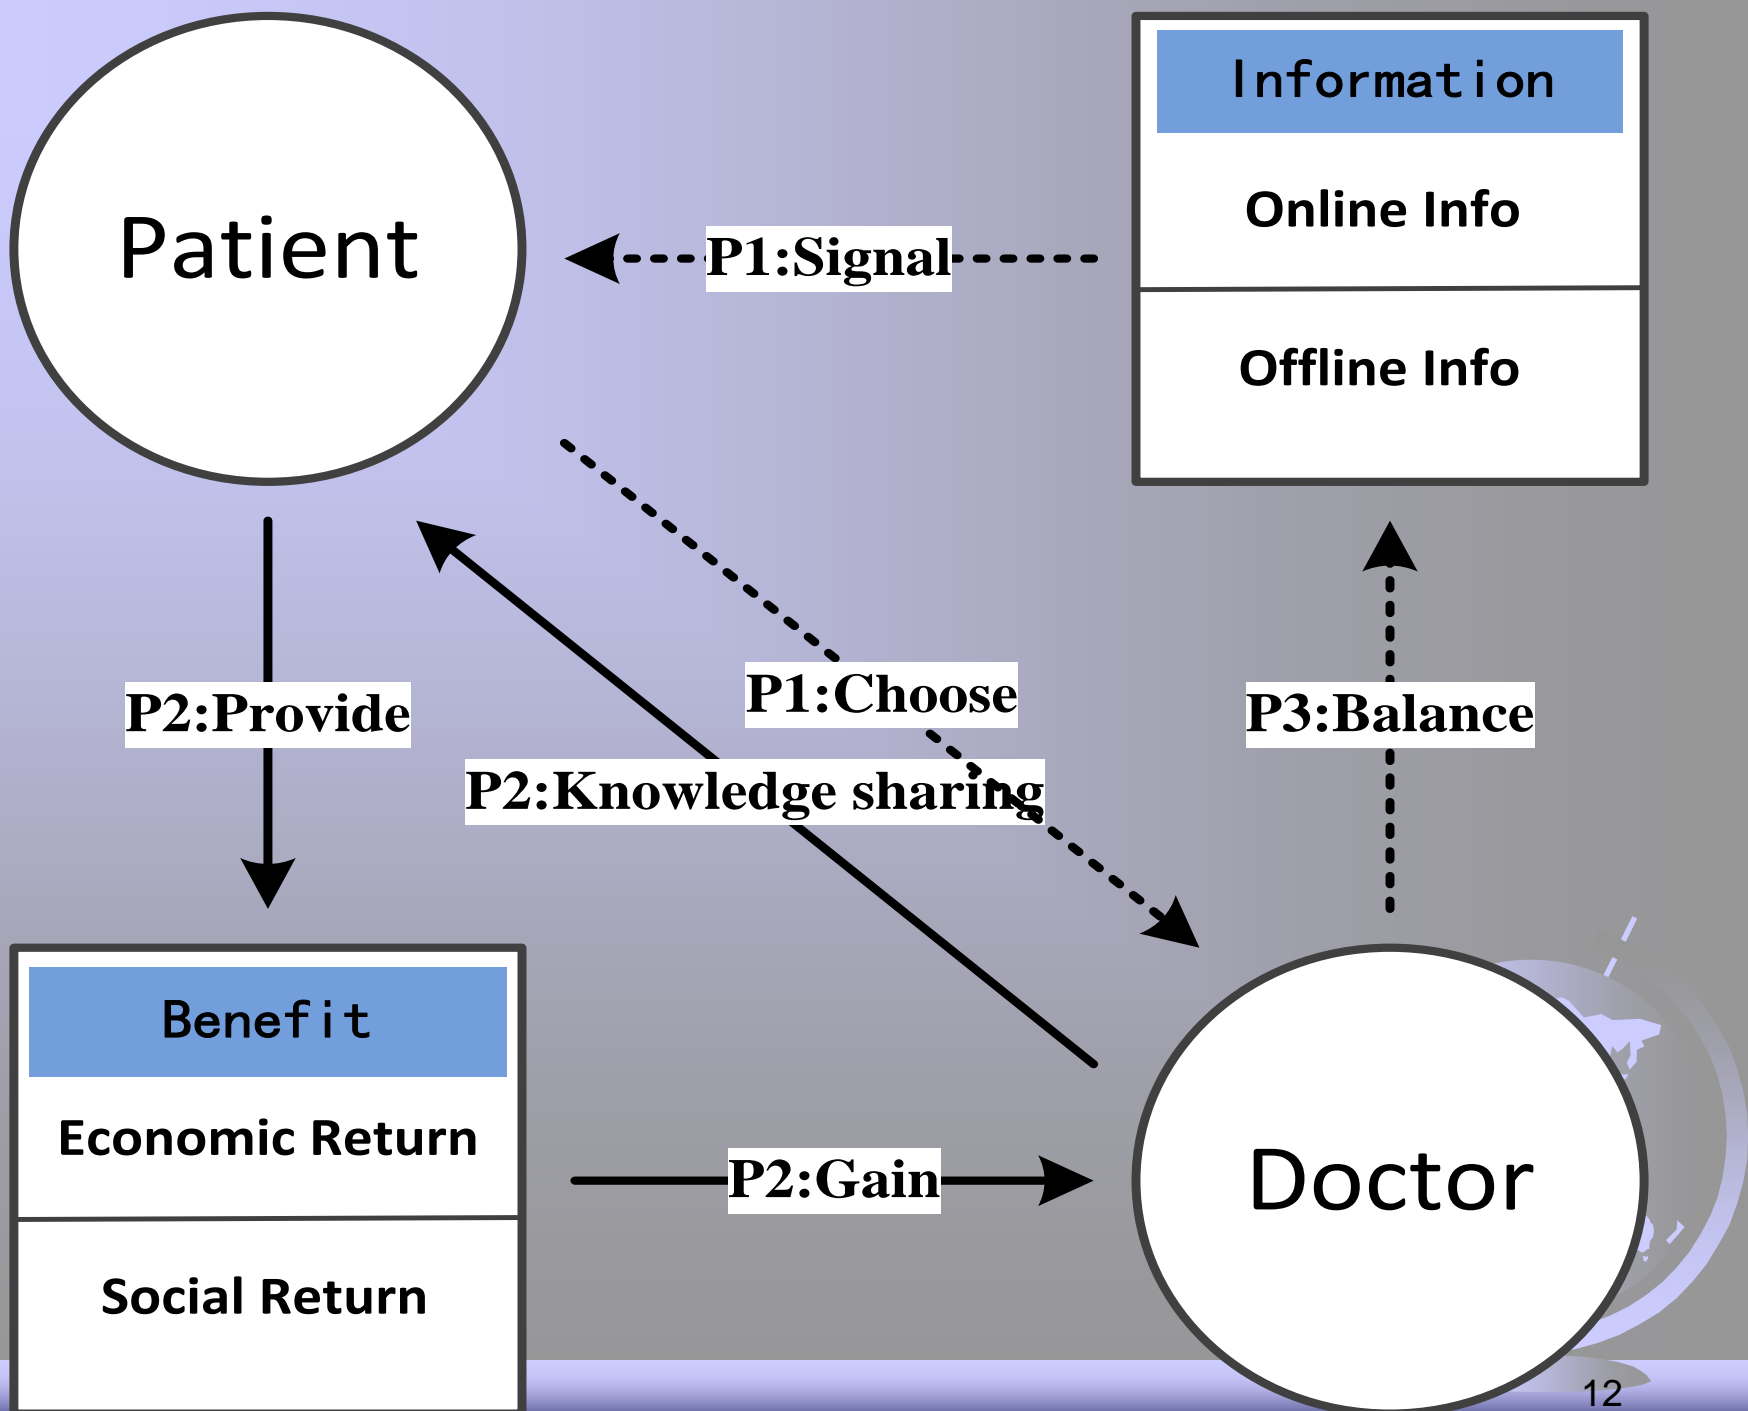 Patient
Information
Online Info
Offline Info
P1:Signal
P1:Choose
P2:Provide
P3:Balance
P2:Knowledge sharing
Benefit
Economic Return
Social Return
P2:Gain
Doctor
12